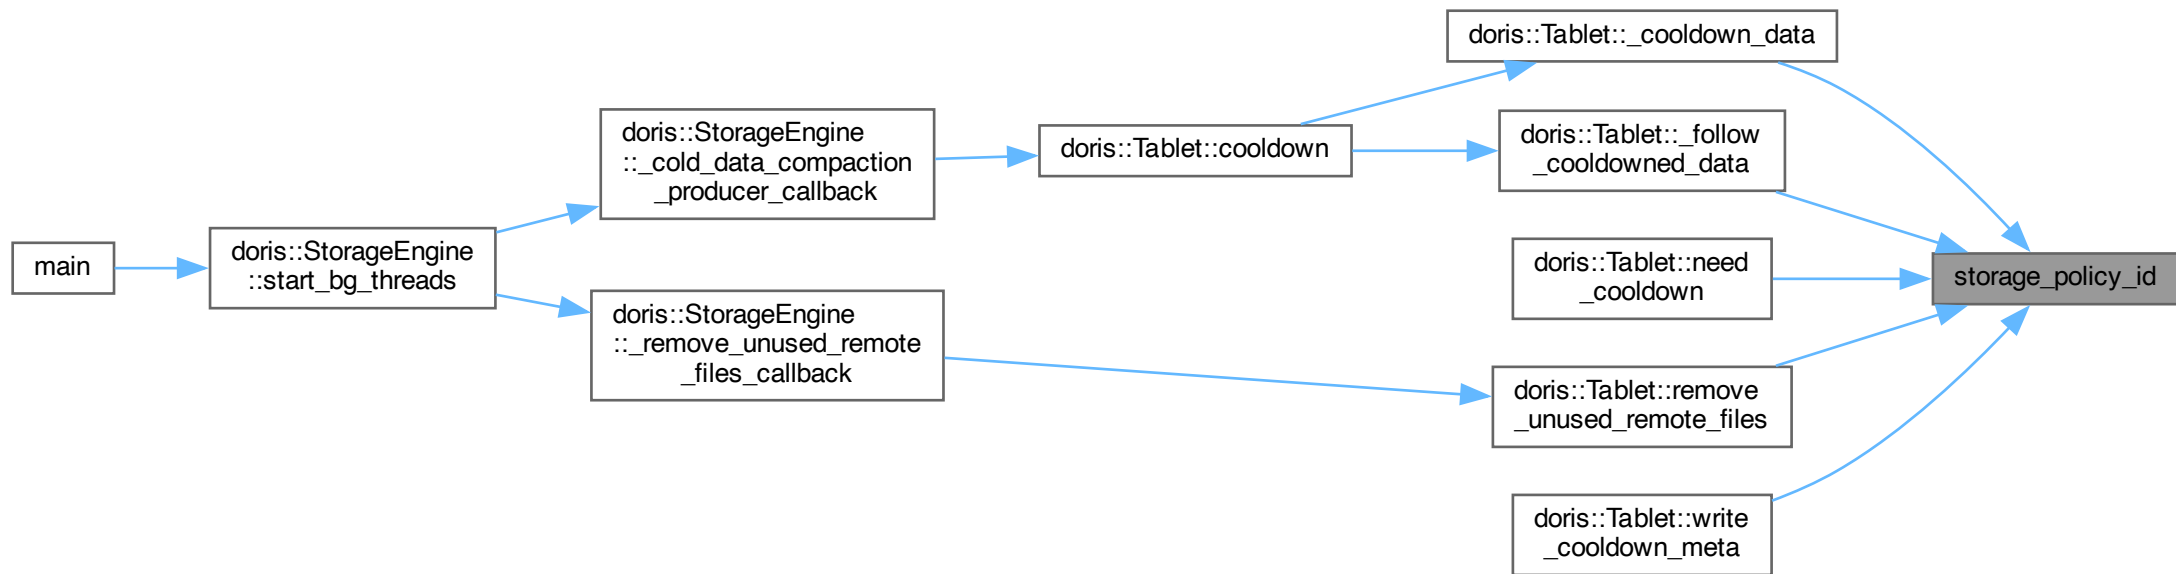 main
doris::StorageEngine
::start_bg_threads
doris::StorageEngine
::_cold_data_compaction
_producer_callback
doris::StorageEngine
::_remove_unused_remote
_files_callback
doris::Tablet::cooldown
doris::Tablet::_cooldown_data
doris::Tablet::_follow
_cooldowned_data
doris::Tablet::need
_cooldown
doris::Tablet::remove
_unused_remote_files
doris::Tablet::write
_cooldown_meta
storage_policy_id